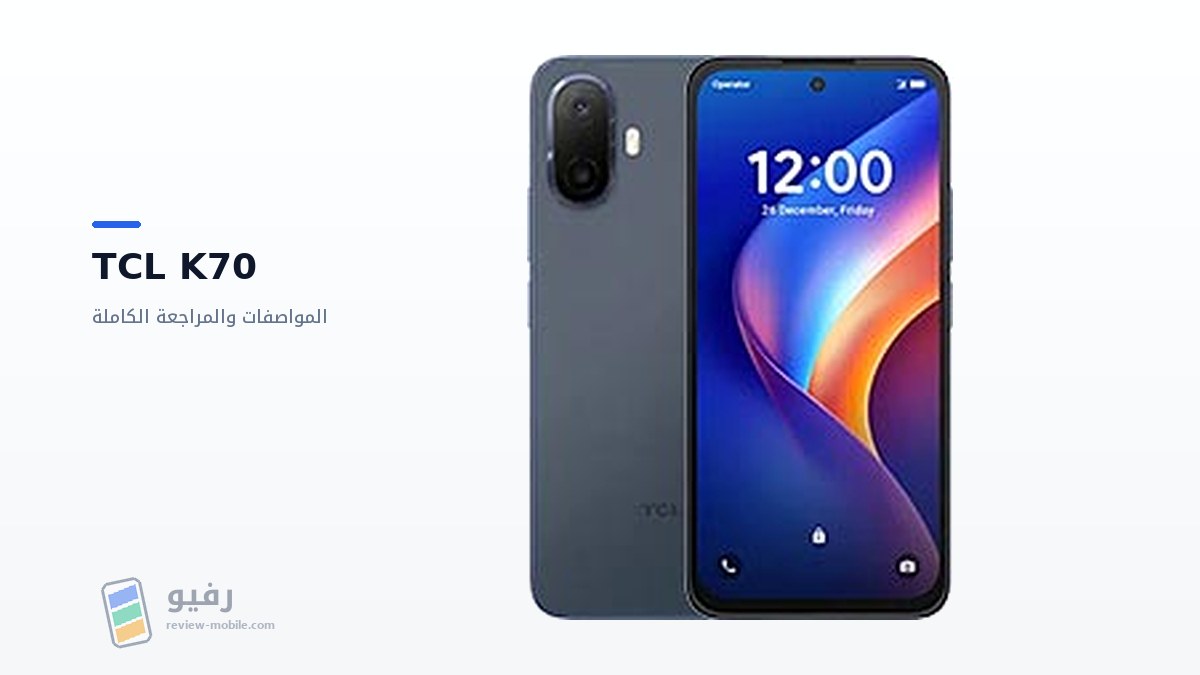 TCL K70
المواصفات والمراجعة الكاملة
رفيو
review-mobile.com
TCL
Operator
12:00
26 December, Friday